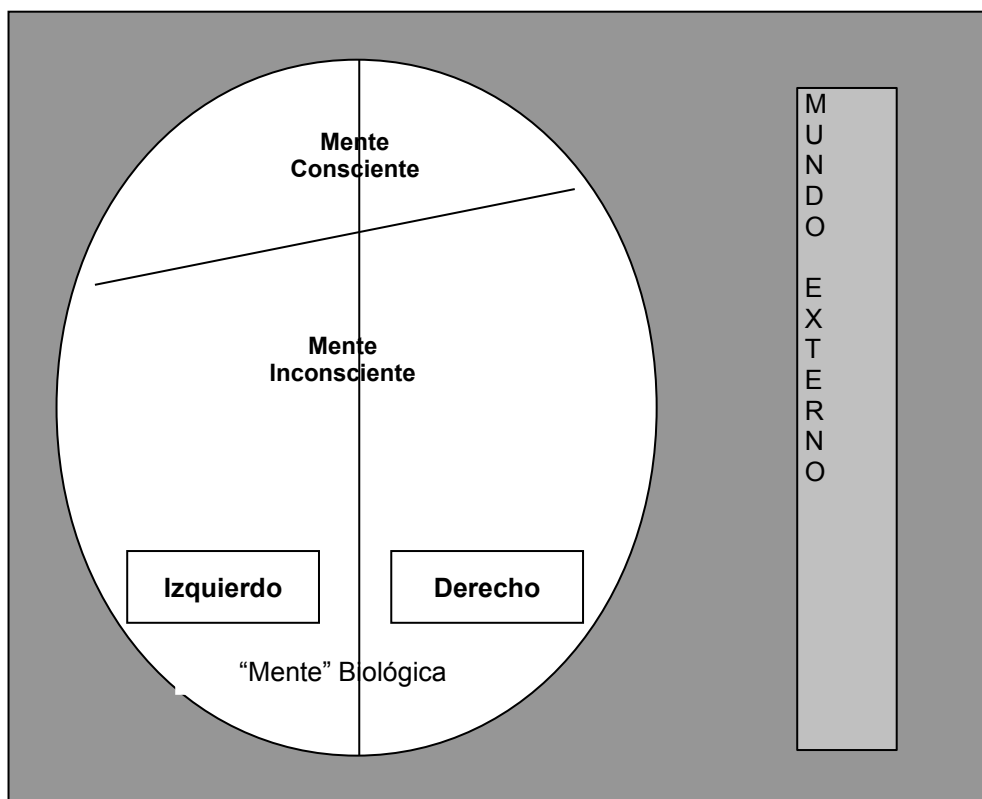 Mente
Consciente
Mente
Inconsciente
Izquierdo
Derecho
“Mente” Biológica
M
U
N
D
O
E
X
T
E
R
N
O